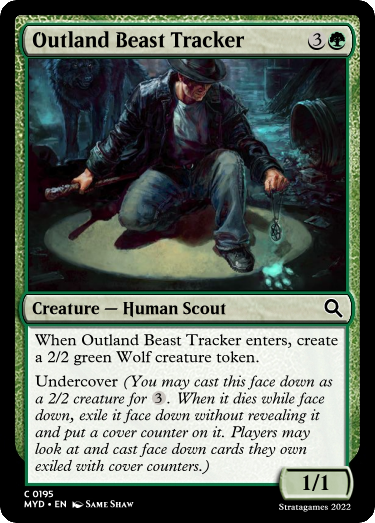 Outland Beast Tracker 3
Creature — Human Scout
When Outland Beast Tracker enters, create
a 2/2 green Wolf creature token.
Undercover (You may cast this face down as
a 2/2 creature for 3. When it dies while face
down, exile it face down without revealing it
and put a cover counter on it. Players may
look at and cast face down cards they own
exiled with cover counters.)
1/1
C 0195
MYD • EN Same Shaw
Stratagames 2022